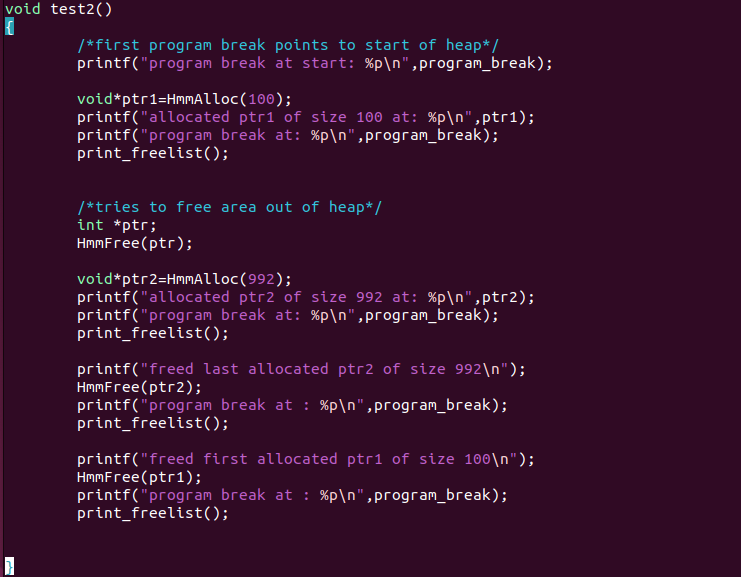 void test2()
{
        /*first program break points to start of heap*/
        printf("program break at start: %p\n",program_break);
        void*ptr1=HmmAlloc(100);
        printf("allocated ptr1 of size 100 at: %p\n",ptr1);
        printf("program break at: %p\n",program_break);
        print_freelist();
        /*tries to free area out of heap*/
        int *ptr;
        HmmFree(ptr);
        void*ptr2=HmmAlloc(992);
        printf("allocated ptr2 of size 992 at: %p\n",ptr2);
        printf("program break at: %p\n",program_break);
        print_freelist();
        printf("freed last allocated ptr2 of size 992\n");
        HmmFree(ptr2);
        printf("program break at : %p\n",program_break);
        print_freelist();
        printf("freed first allocated ptr1 of size 100\n");
        HmmFree(ptr1);
        printf("program break at : %p\n",program_break);
        print_freelist();
}